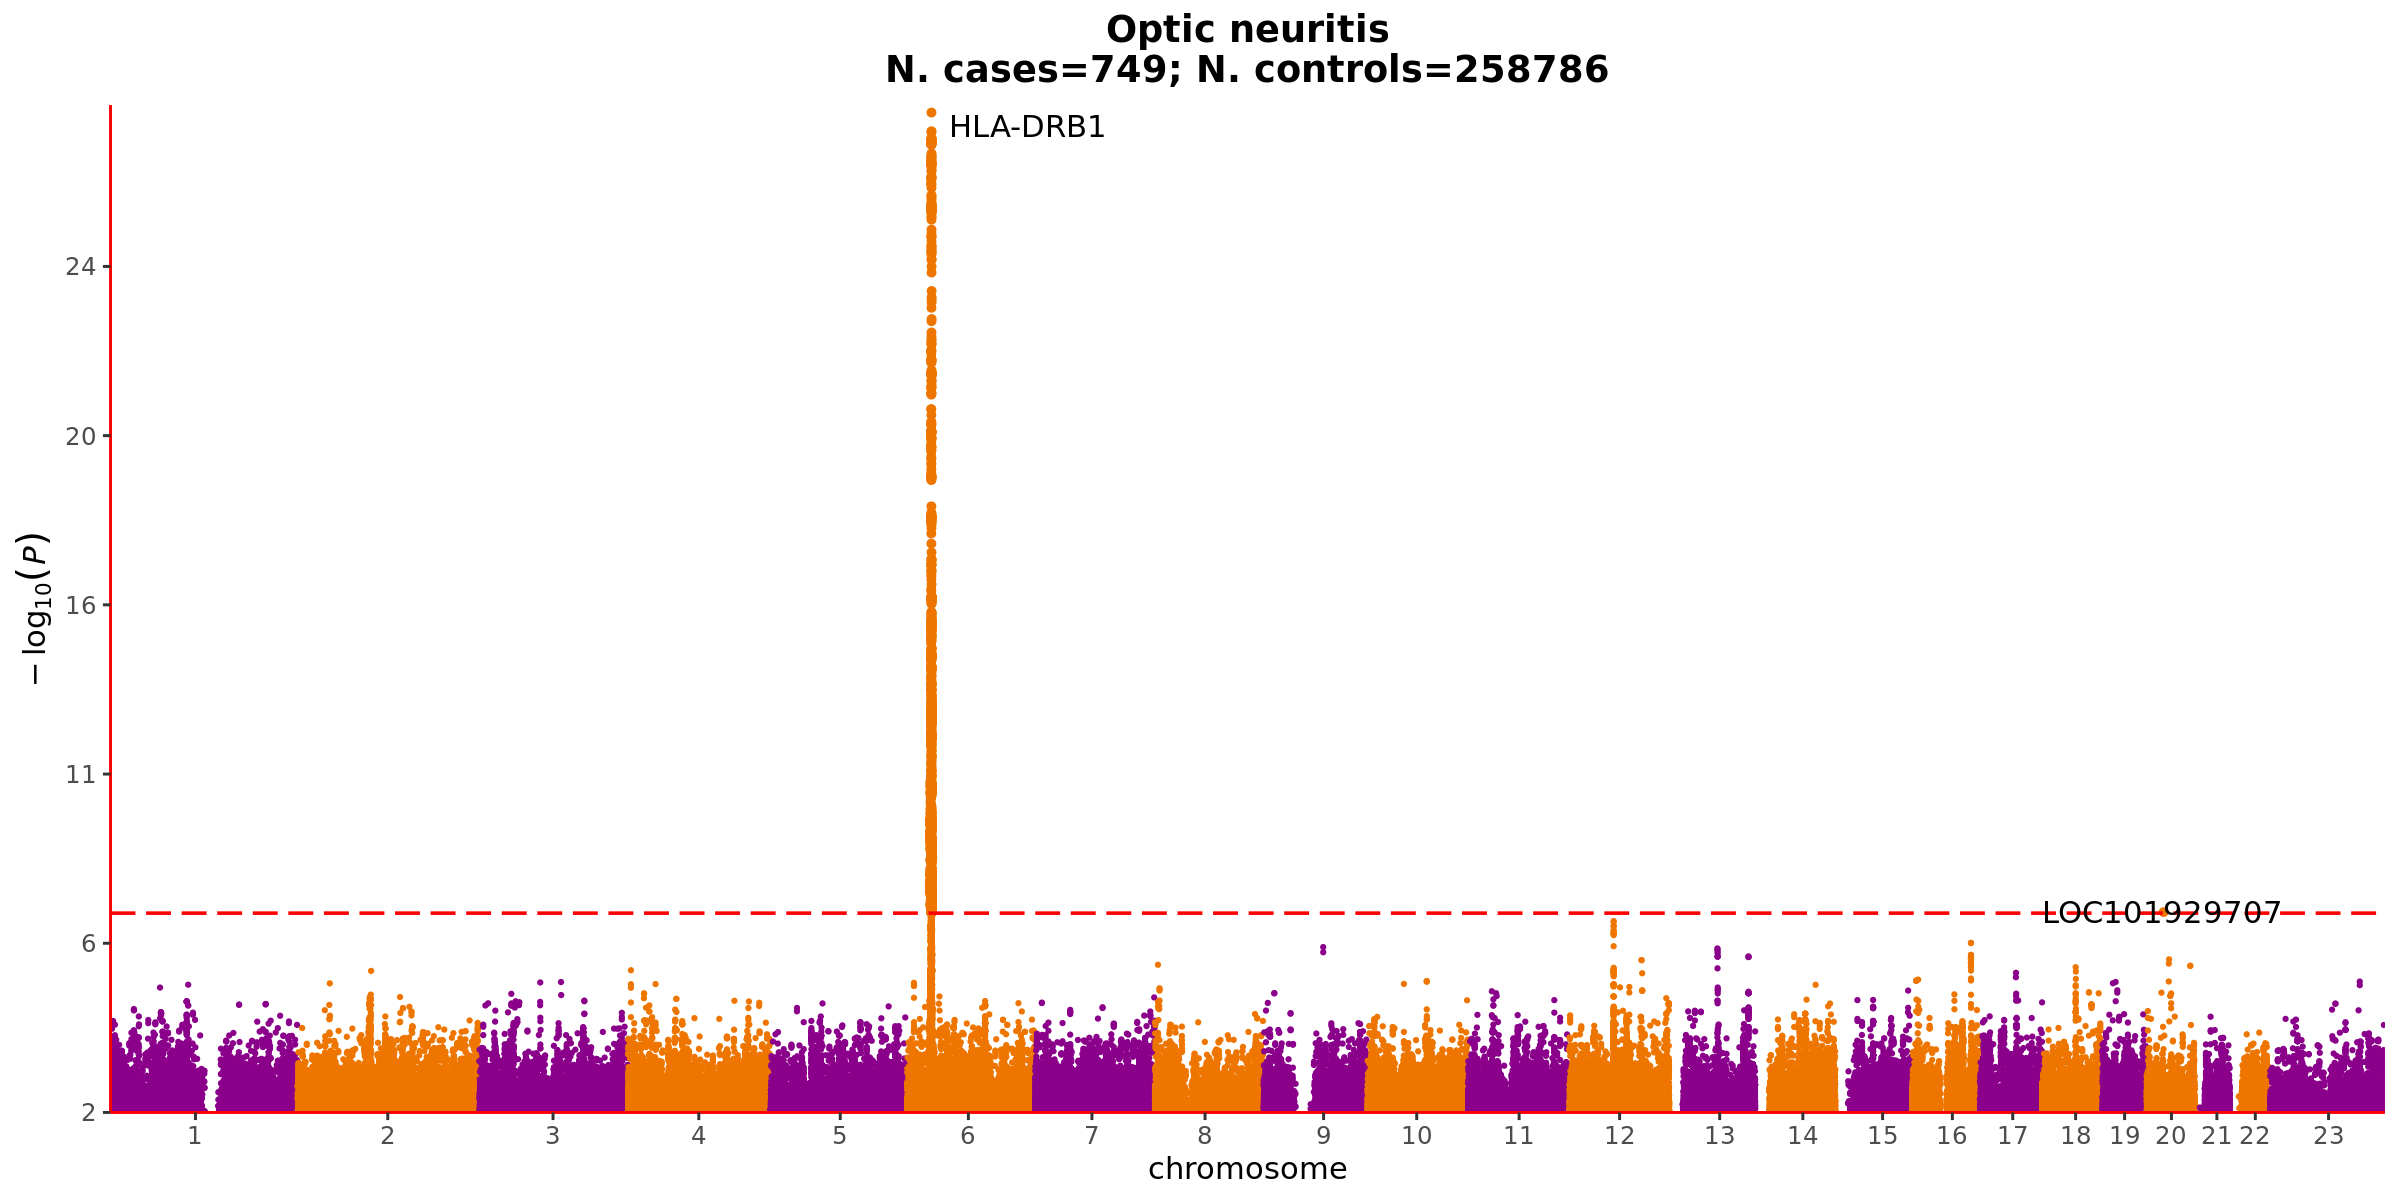 Optic neuritis
N. cases=749; N. controls=258786
HLA-DRB1
24
20
16
11
6
2
− log10(P)
LOC101929707
1 2 3 4 5 6 7 8 9 10 11 12 13 14 15 16 17 18 19 20 21 22 23
chromosome